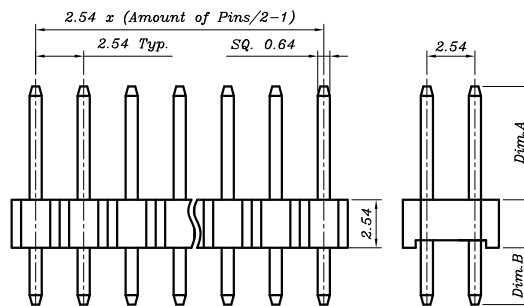 2.54 x (Amount of Pins/2-1)
2.54 Typ.
SQ. 0.64
2.54
2.54
Dim.A
Dim.B